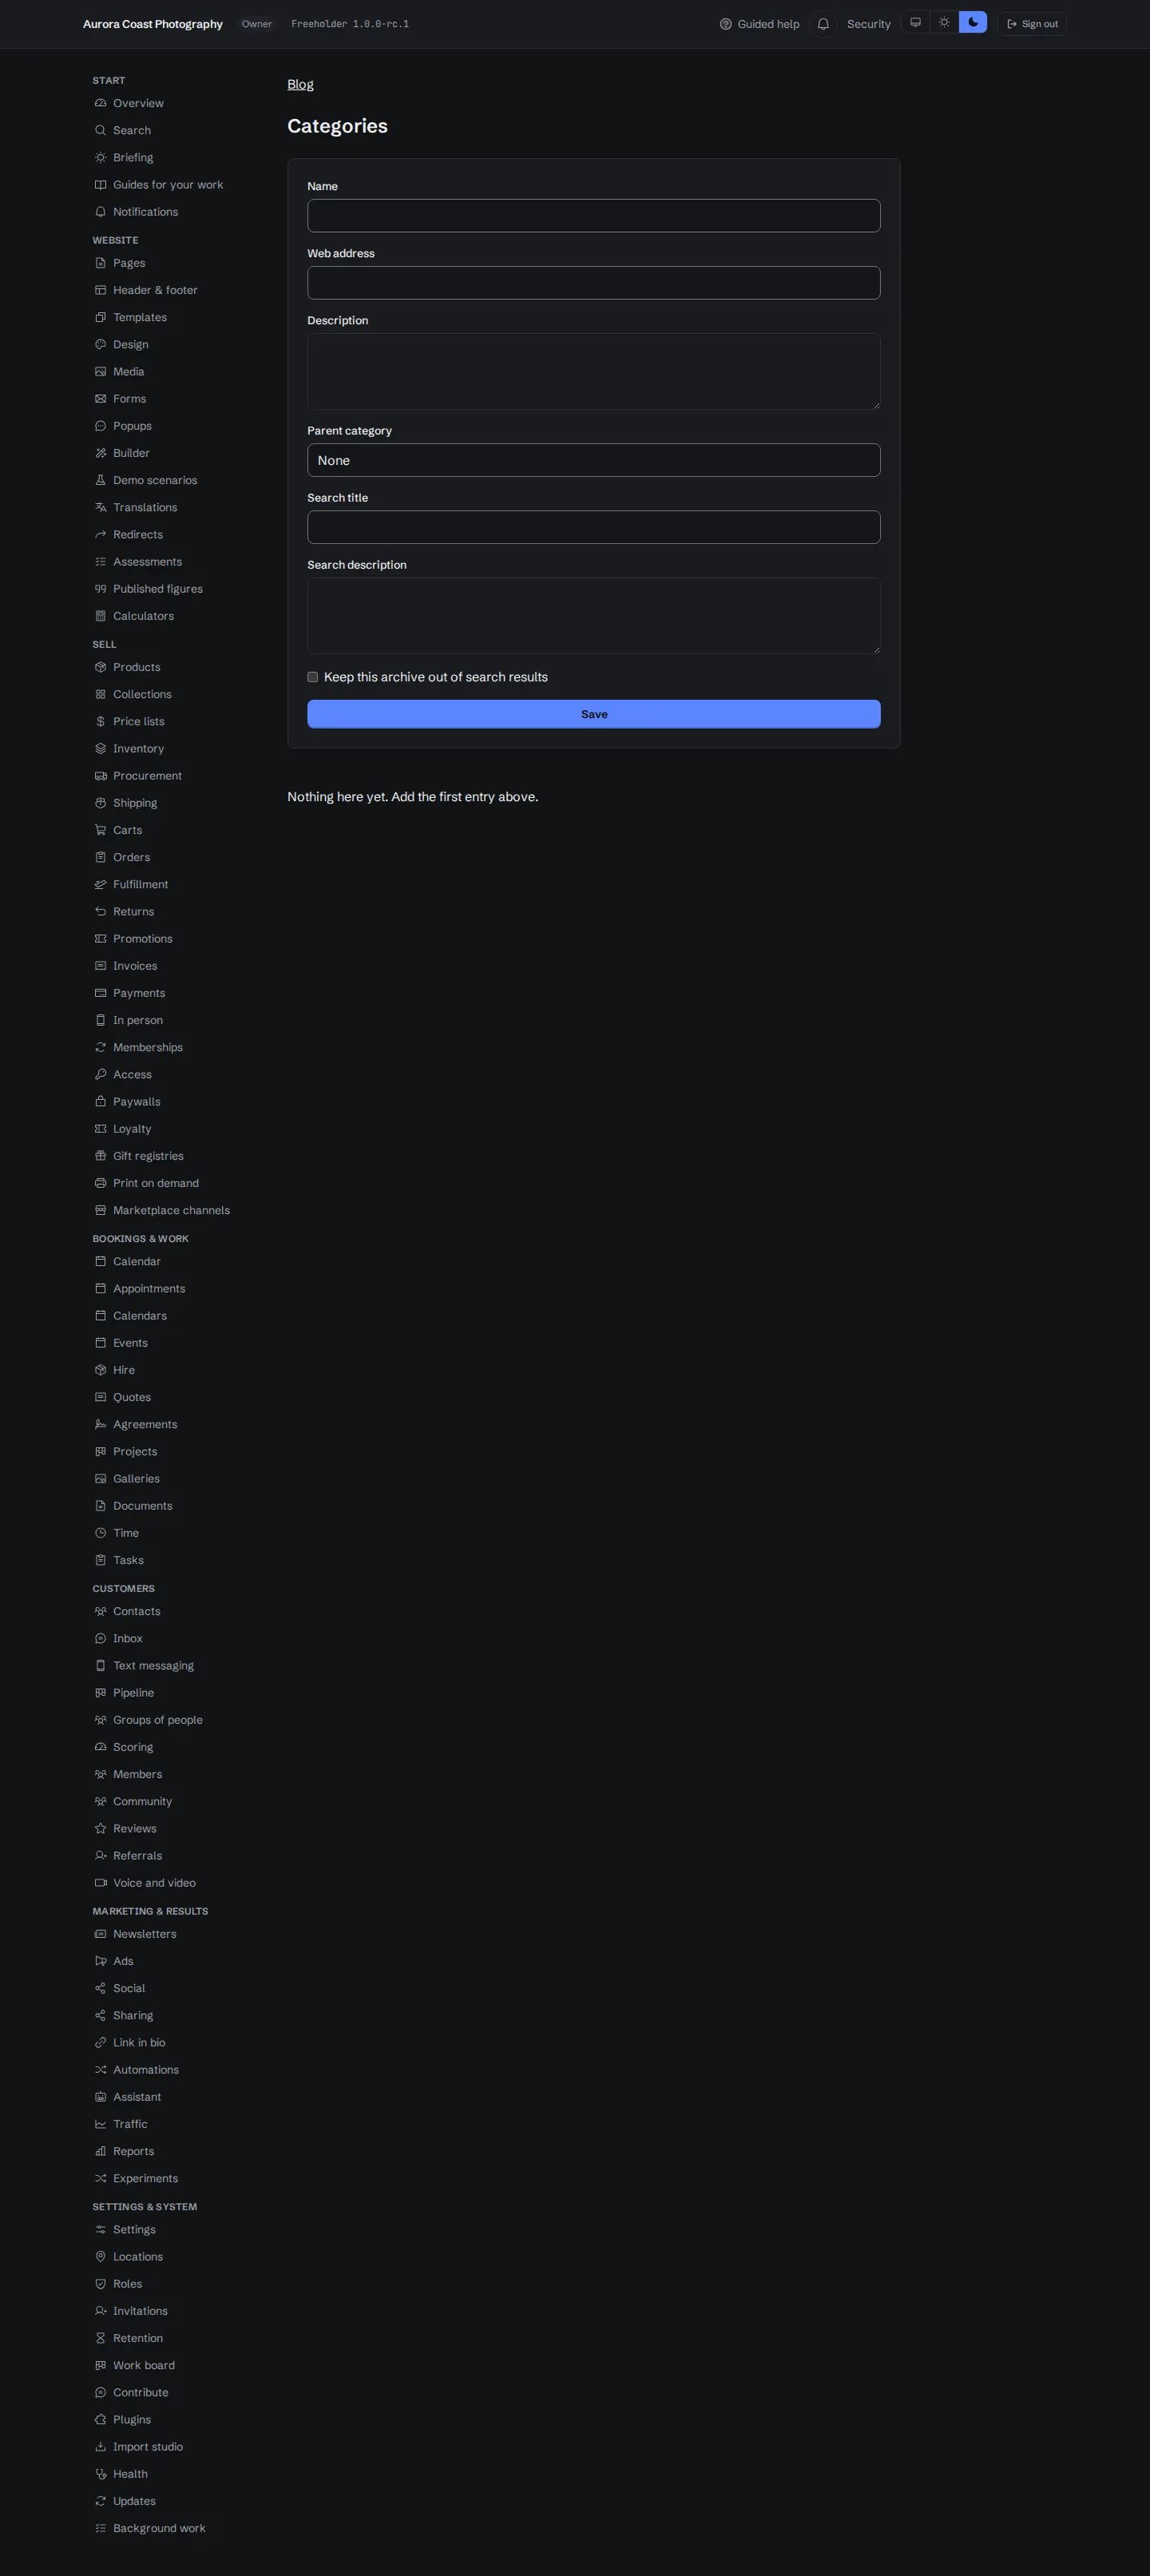 Aurora Coast Photography Owner Freeholder 1.0.0-rc.1 Guided help Security Sign out
START
Overview
Search
Briefing
Guides for your work
Notifications
WEBSITE
Pages
Header & footer
Templates
Design
Media
Forms
Popups
Builder
Demo scenarios
Translations
Redirects
Assessments
Published figures
Calculators
SELL
Products
Collections
Price lists
Inventory
Procurement
Shipping
Carts
Orders
Fulfillment
Returns
Promotions
Invoices
Payments
In person
Memberships
Access
Paywalls
Loyalty
Gift registries
Print on demand
Marketplace channels
BOOKINGS & WORK
Calendar
Appointments
Calendars
Events
Hire
Quotes
Agreements
Projects
Galleries
Documents
Time
Tasks
CUSTOMERS
Contacts
Inbox
Text messaging
Pipeline
Groups of people
Scoring
Members
Community
Reviews
Referrals
Voice and video
MARKETING & RESULTS
Newsletters
Ads
Social
Sharing
Link in bio
Automations
Assistant
Traffic
Reports
Experiments
SETTINGS & SYSTEM
Settings
Locations
Roles
Invitations
Retention
Work board
Contribute
Plugins
Import studio
Health
Updates
Background work
Blog
Categories
Name
Web address
Description
Parent category
None
Search title
Search description
Keep this archive out of search results
Save
Nothing here yet. Add the first entry above.